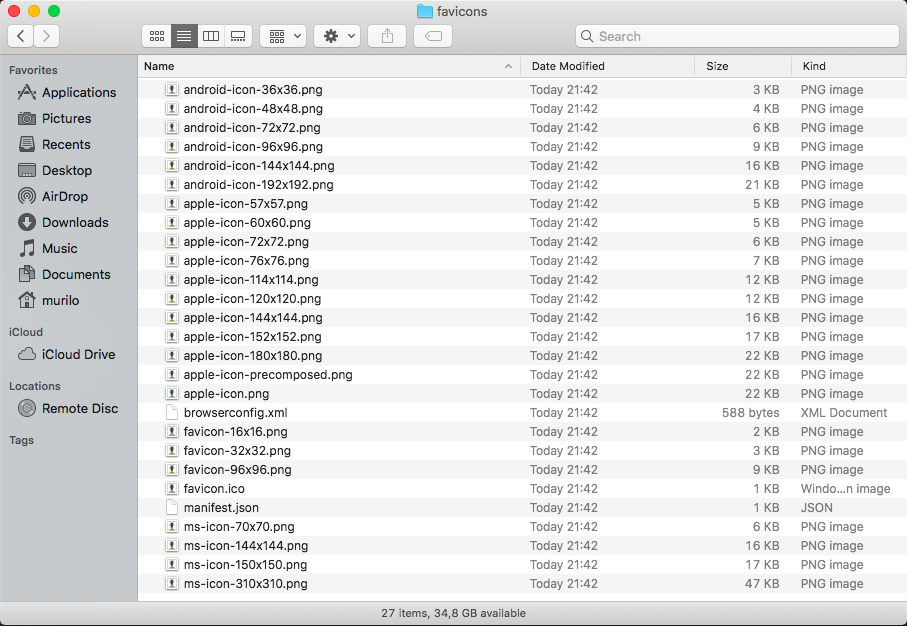 favicons
Search
Favorites
Applications
Pictures
Recents
Desktop
AirDrop
Downloads
Music
Documents
murilo
iCloud
iCloud Drive
Locations
Remote Disc
Tags
Name Date Modified Size Kind
android-icon-36x36.png Today 21:42 3 KB PNG image
android-icon-48x48.png Today 21:42 4 KB PNG image
android-icon-72x72.png Today 21:42 6 KB PNG image
android-icon-96x96.png Today 21:42 9 KB PNG image
android-icon-144x144.png Today 21:42 16 KB PNG image
android-icon-192x192.png Today 21:42 21 KB PNG image
apple-icon-57x57.png Today 21:42 5 KB PNG image
apple-icon-60x60.png Today 21:42 5 KB PNG image
apple-icon-72x72.png Today 21:42 6 KB PNG image
apple-icon-76x76.png Today 21:42 7 KB PNG image
apple-icon-114x114.png Today 21:42 12 KB PNG image
apple-icon-120x120.png Today 21:42 12 KB PNG image
apple-icon-144x144.png Today 21:42 16 KB PNG image
apple-icon-152x152.png Today 21:42 17 KB PNG image
apple-icon-180x180.png Today 21:42 22 KB PNG image
apple-icon-precomposed.png Today 21:42 22 KB PNG image
apple-icon.png Today 21:42 22 KB PNG image
browserconfig.xml Today 21:42 588 bytes XML Document
favicon-16x16.png Today 21:42 2 KB PNG image
favicon-32x32.png Today 21:42 3 KB PNG image
favicon-96x96.png Today 21:42 9 KB PNG image
favicon.ico Today 21:42 1 KB Windo...n image
manifest.json Today 21:42 1 KB JSON
ms-icon-70x70.png Today 21:42 6 KB PNG image
ms-icon-144x144.png Today 21:42 16 KB PNG image
ms-icon-150x150.png Today 21:42 17 KB PNG image
ms-icon-310x310.png Today 21:42 47 KB PNG image
27 items, 34,8 GB available